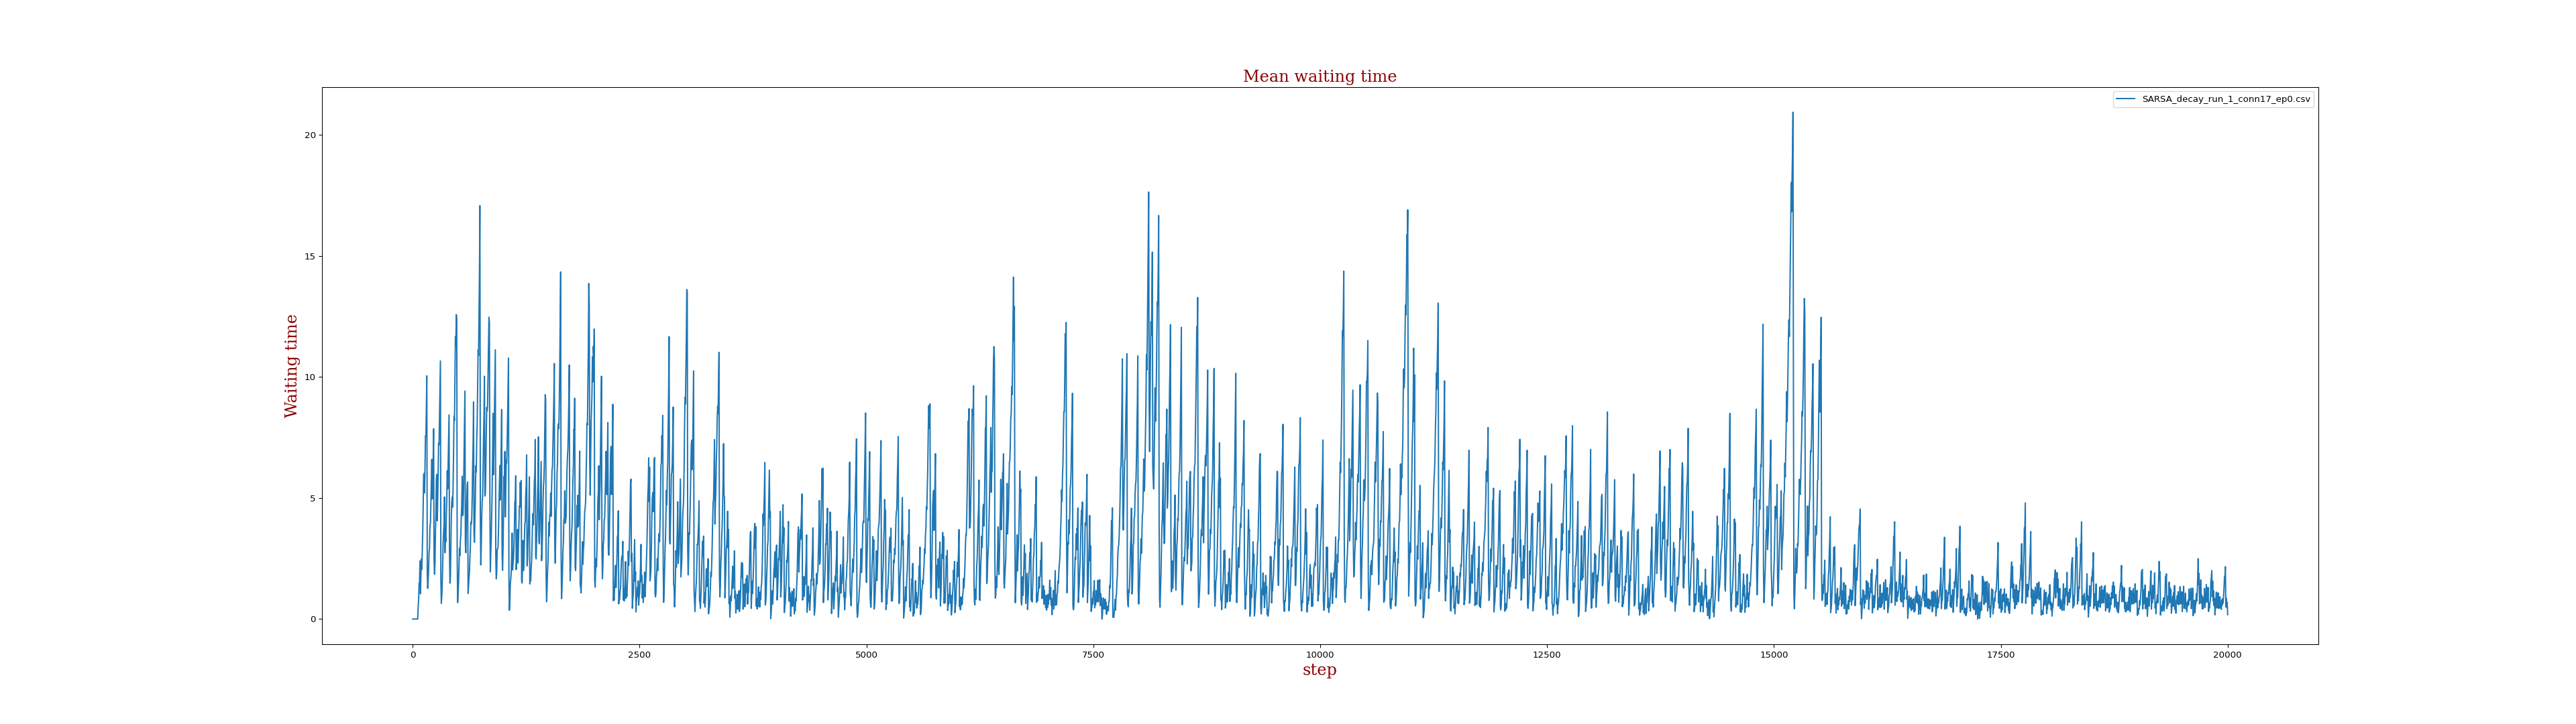 Mean waiting time
SARSA_decay_run_1_conn17_ep0.csv
Waiting time
20
15
10
5
0
0 2500 5000 7500 10000 12500 15000 17500 20000
step